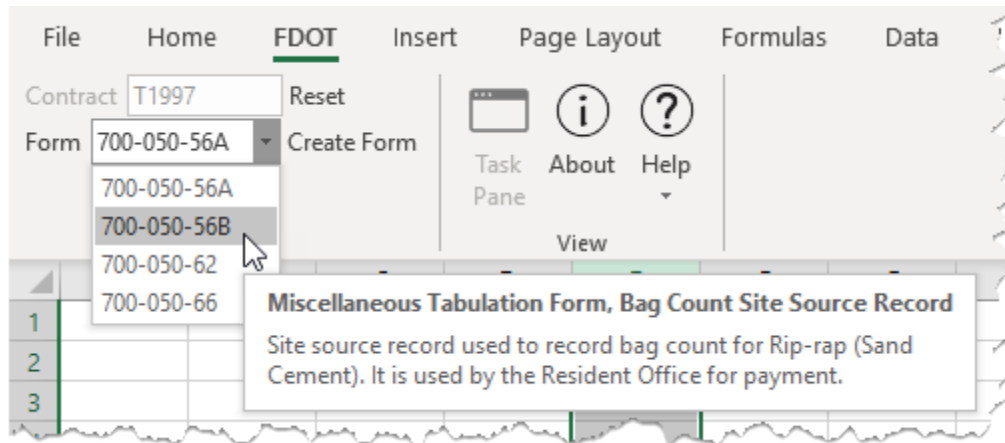 File Home FDOT Insert Page Layout Formulas Data
Contract T1997 Reset
Form 700-050-56A Create Form
Task Pane About Help
View
700-050-56A
700-050-56B
700-050-62
700-050-66
Miscellaneous Tabulation Form, Bag Count Site Source Record
Site source record used to record bag count for Rip-rap (Sand
Cement). It is used by the Resident Office for payment.
1
2
3